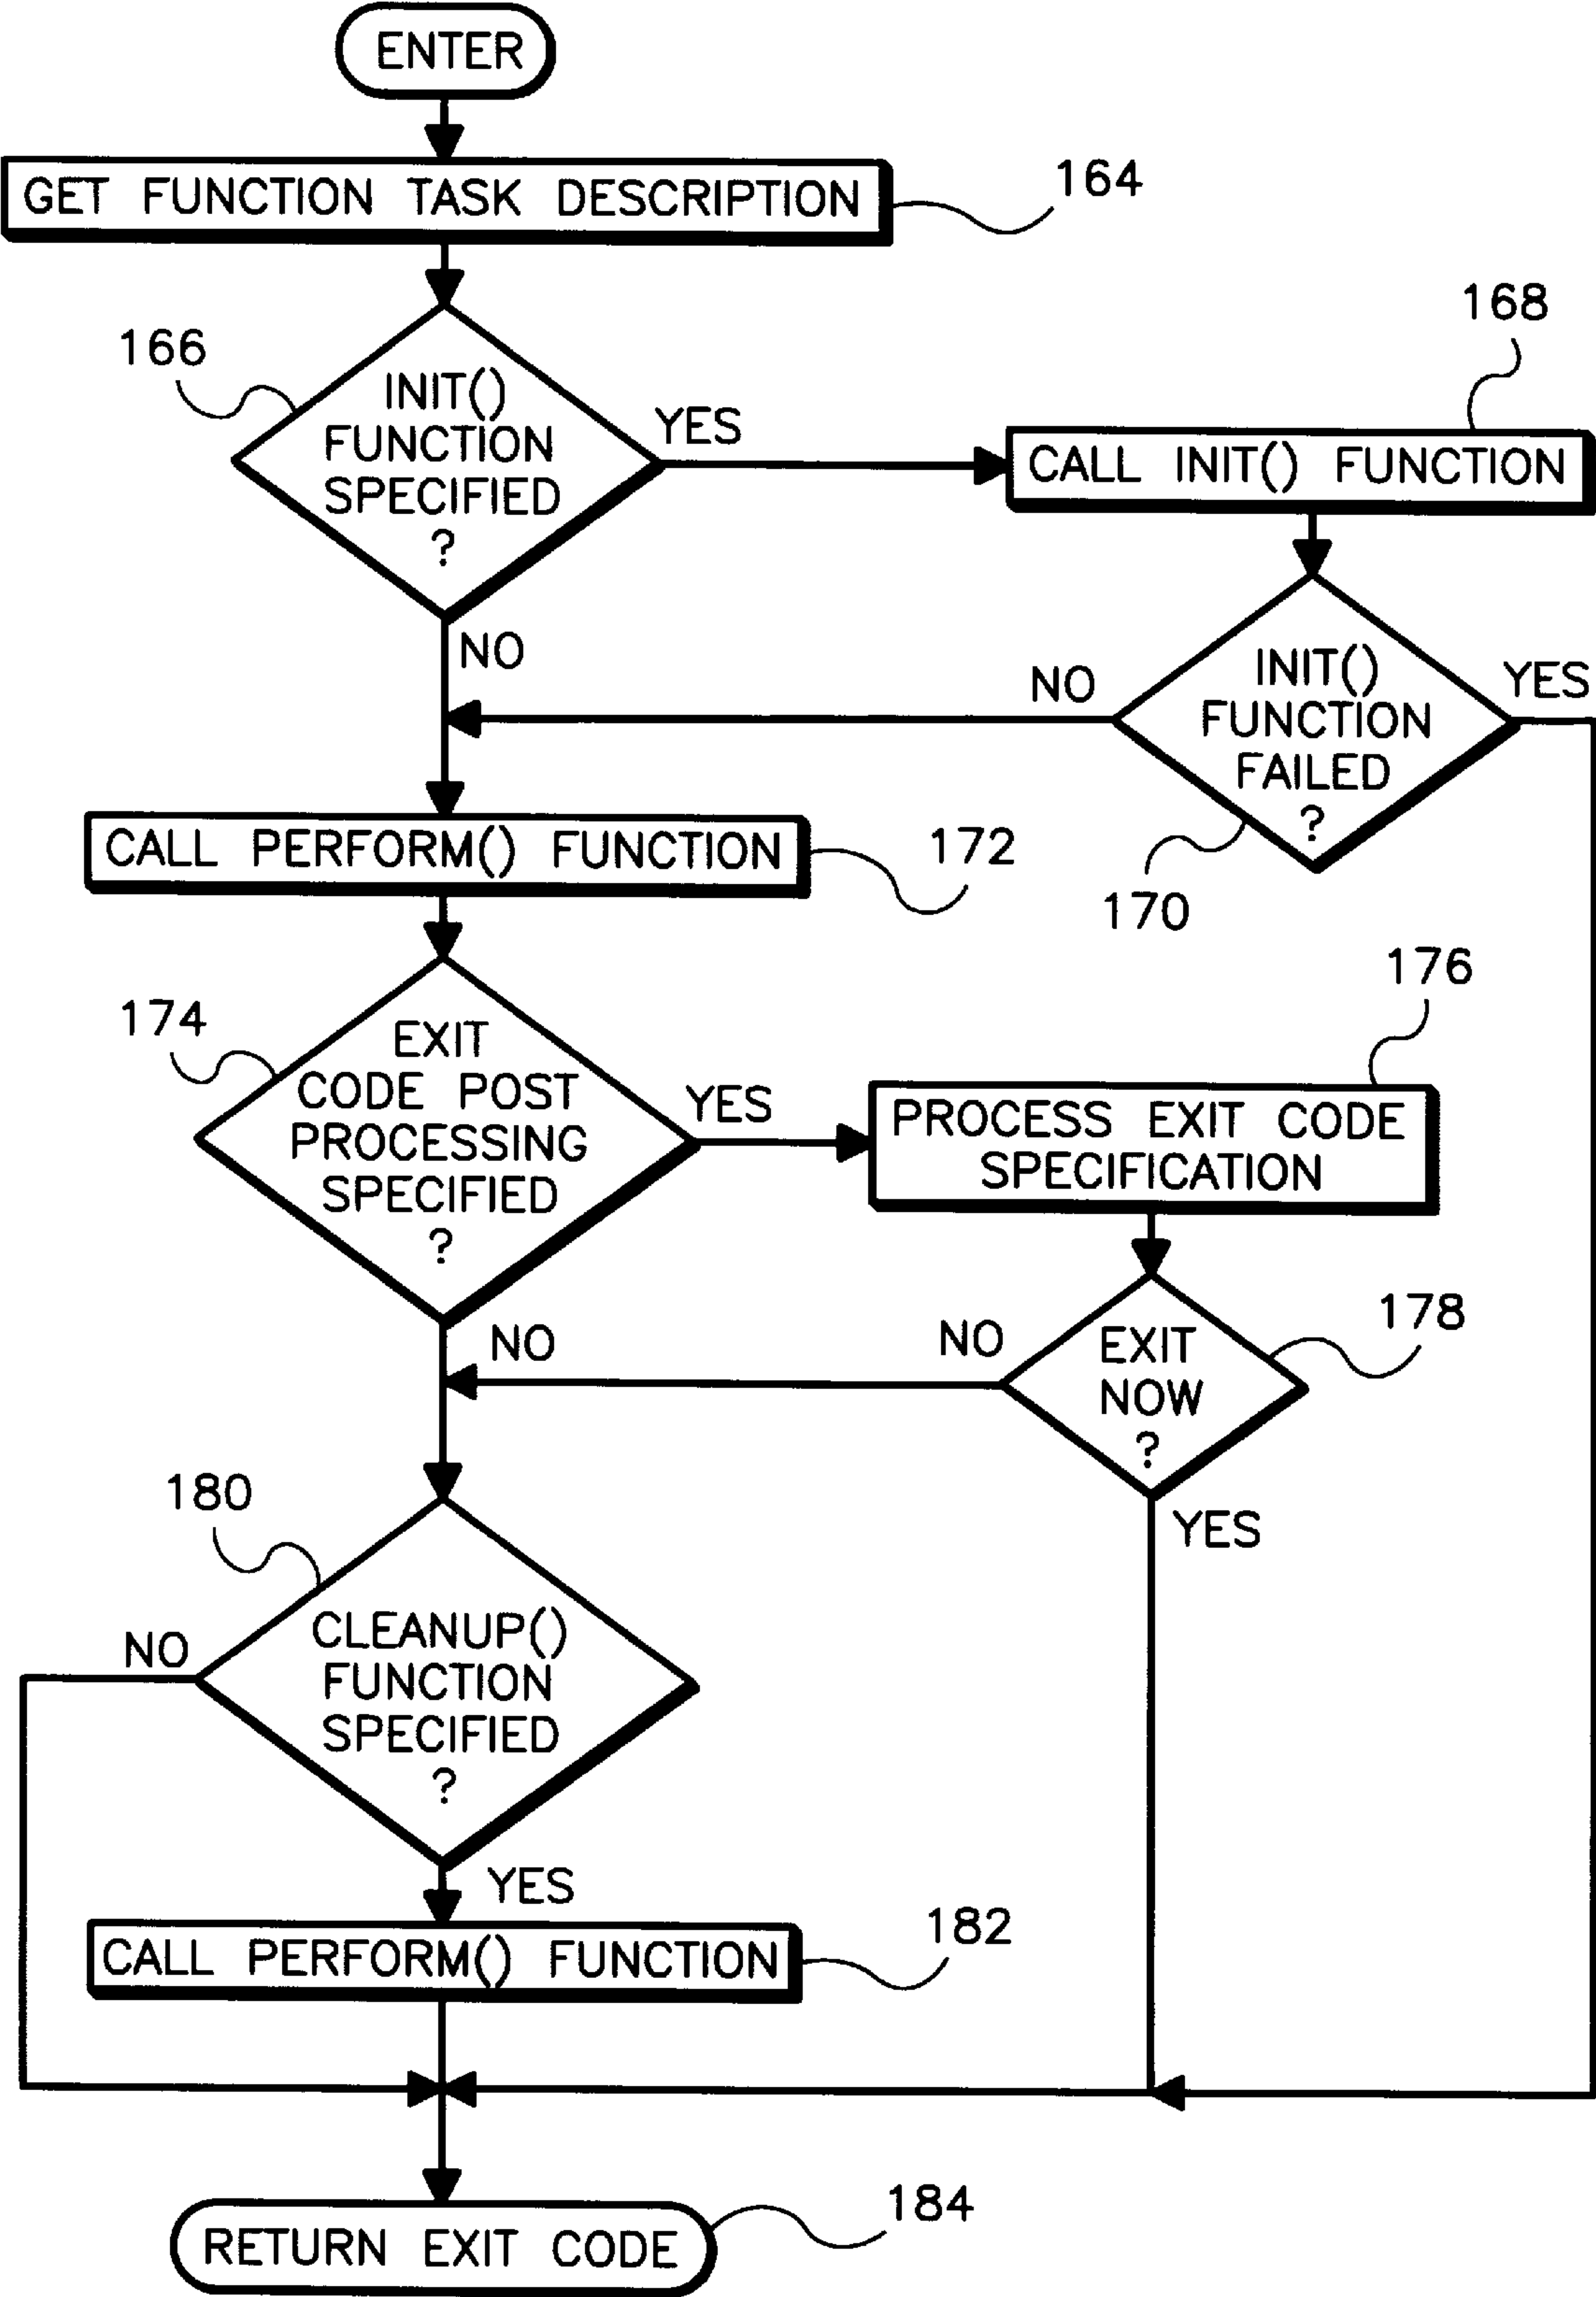 ENTER
GET FUNCTION TASK DESCRIPTION
164
166
INIT()
FUNCTION
SPECIFIED
?
YES
NO
168
CALL INIT() FUNCTION
INIT()
FUNCTION
FAILED
?
NO
YES
170
CALL PERFORM() FUNCTION
172
174
EXIT
CODE POST
PROCESSING
SPECIFIED
?
YES
NO
176
PROCESS EXIT CODE
SPECIFICATION
178
EXIT
NOW
?
NO
YES
180
CLEANUP()
FUNCTION
SPECIFIED
?
NO
YES
CALL PERFORM() FUNCTION
182
RETURN EXIT CODE
184